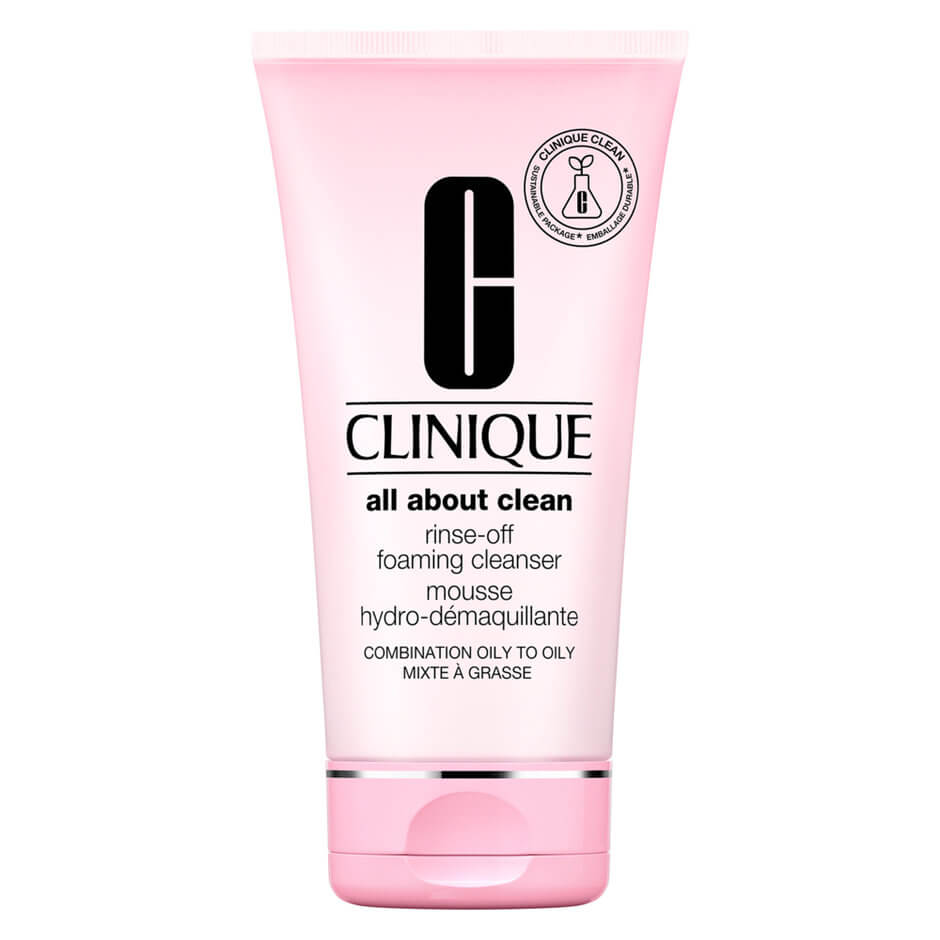 CLINIQUE CLEAN
SUSTAINABLE PACKAGE* EMBALLAGE DURABLE*
C
C
CLINIQUE
all about clean
rinse-off
foaming cleanser
mousse
hydro-démaquillante
COMBINATION OILY TO OILY
MIXTE À GRASSE